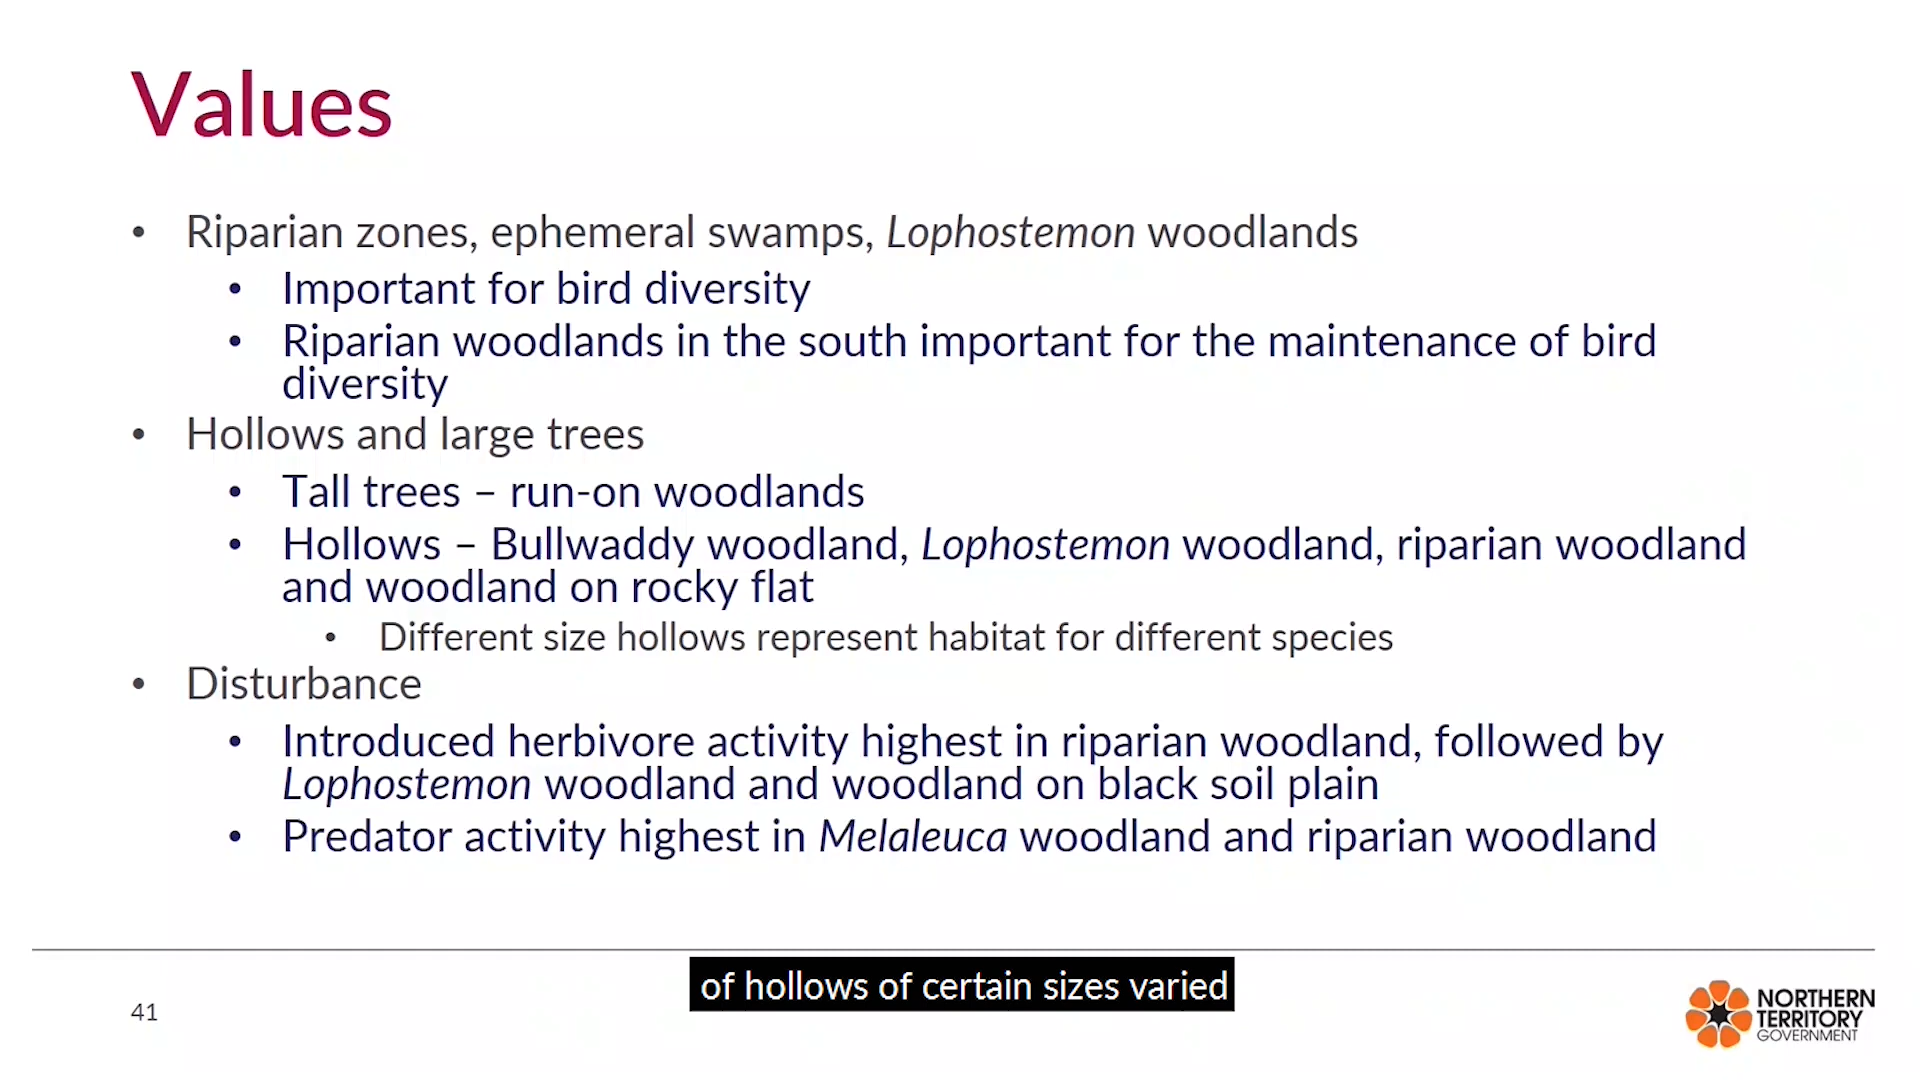 Values
• Riparian zones, ephemeral swamps, Lophostemon woodlands
• Important for bird diversity
• Riparian woodlands in the south important for the maintenance of bird
diversity
• Hollows and large trees
• Tall trees – run-on woodlands
• Hollows – Bullwaddy woodland, Lophostemon woodland, riparian woodland
and woodland on rocky flat
• Different size hollows represent habitat for different species
• Disturbance
• Introduced herbivore activity highest in riparian woodland, followed by
Lophostemon woodland and woodland on black soil plain
• Predator activity highest in Melaleuca woodland and riparian woodland
of hollows of certain sizes varied
41
NORTHERN
TERRITORY
GOVERNMENT